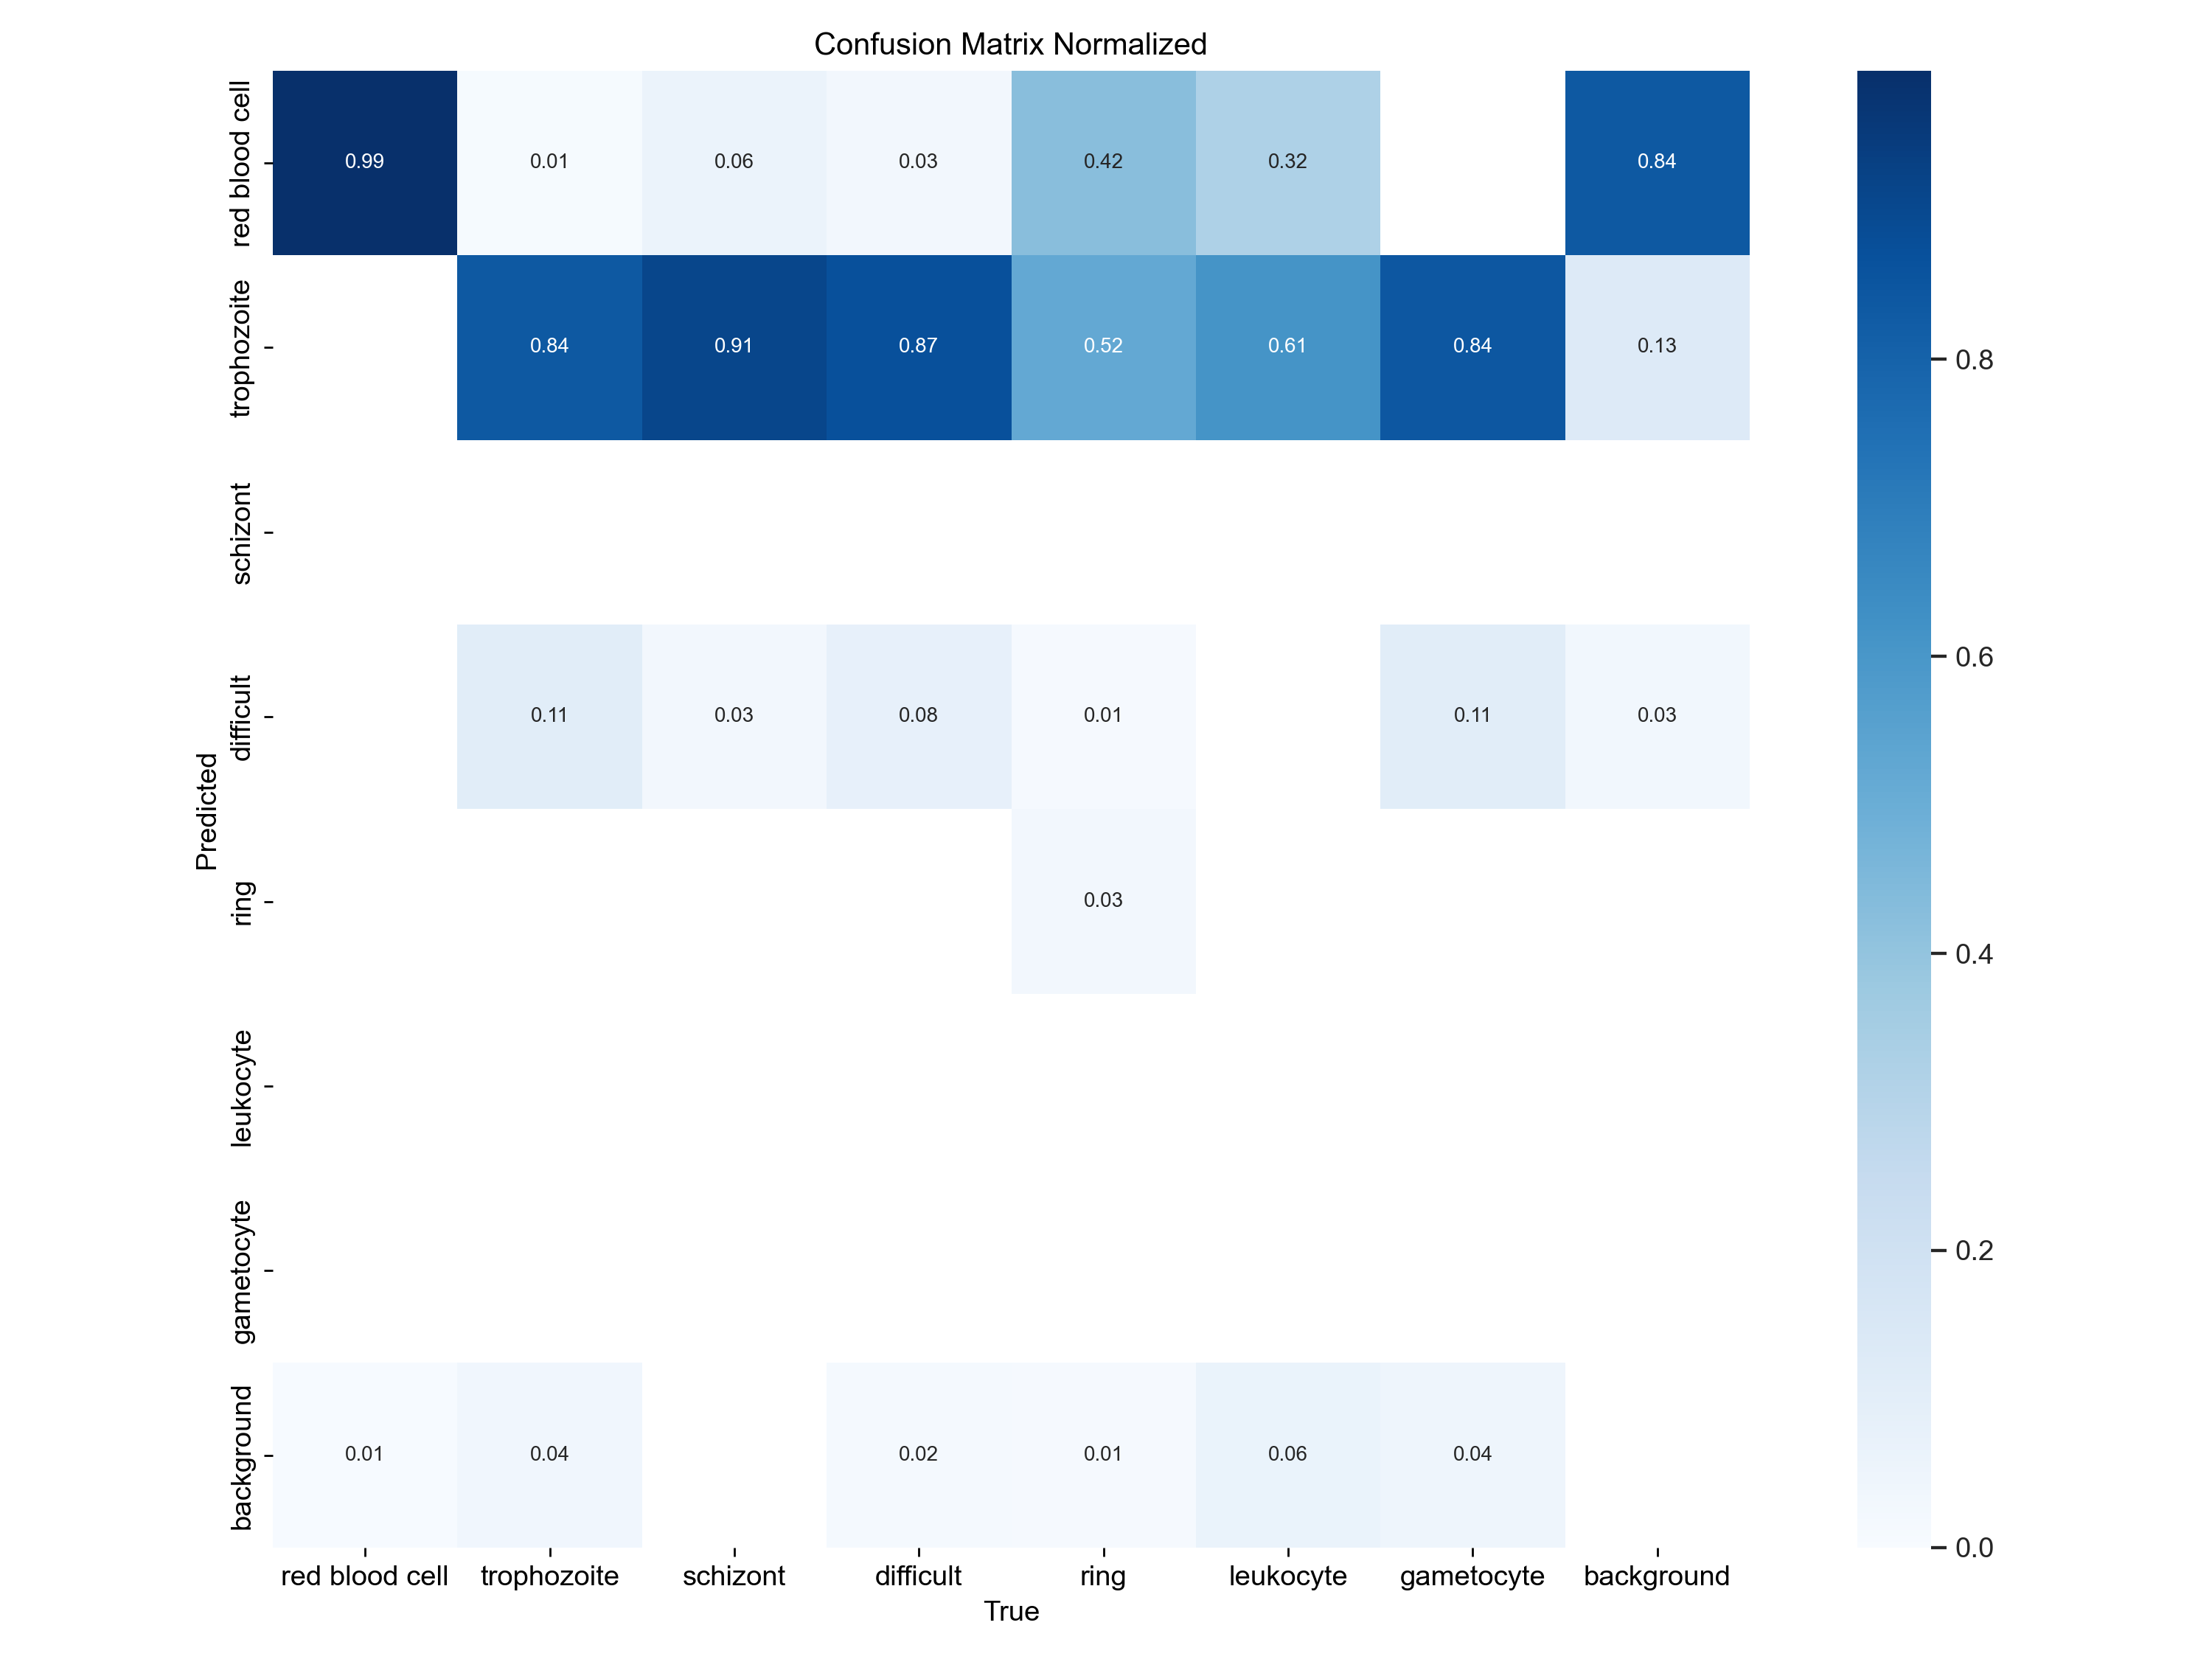 Confusion Matrix Normalized
red blood cell 0.99 0.01 0.06 0.03 0.42 0.32 0.84
trophozoite 0.84 0.91 0.87 0.52 0.61 0.84 0.13
schizont
difficult 0.11 0.03 0.08 0.01 0.11 0.03
ring 0.03
leukocyte
gametocyte
background 0.01 0.04 0.02 0.01 0.06 0.04
Predicted
red blood cell trophozoite schizont difficult ring leukocyte gametocyte background
True
0.8
0.6
0.4
0.2
0.0